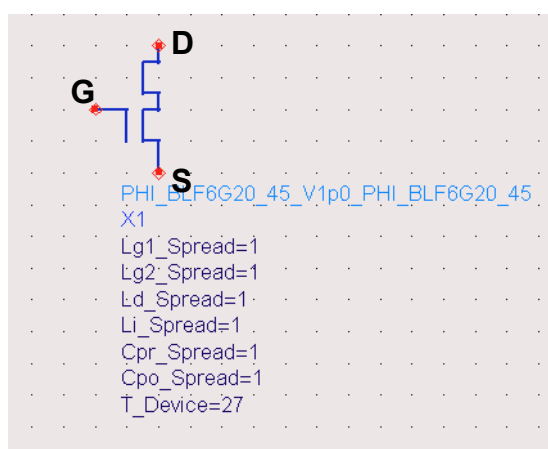 D
G
S
PHI_BLF6G20_45_V1p0_PHI_BLF6G20_45
X1
Lg1_Spread=1
Lg2_Spread=1
Ld_Spread=1
Li_Spread=1
Cpr_Spread=1
Cpo_Spread=1
T_Device=27